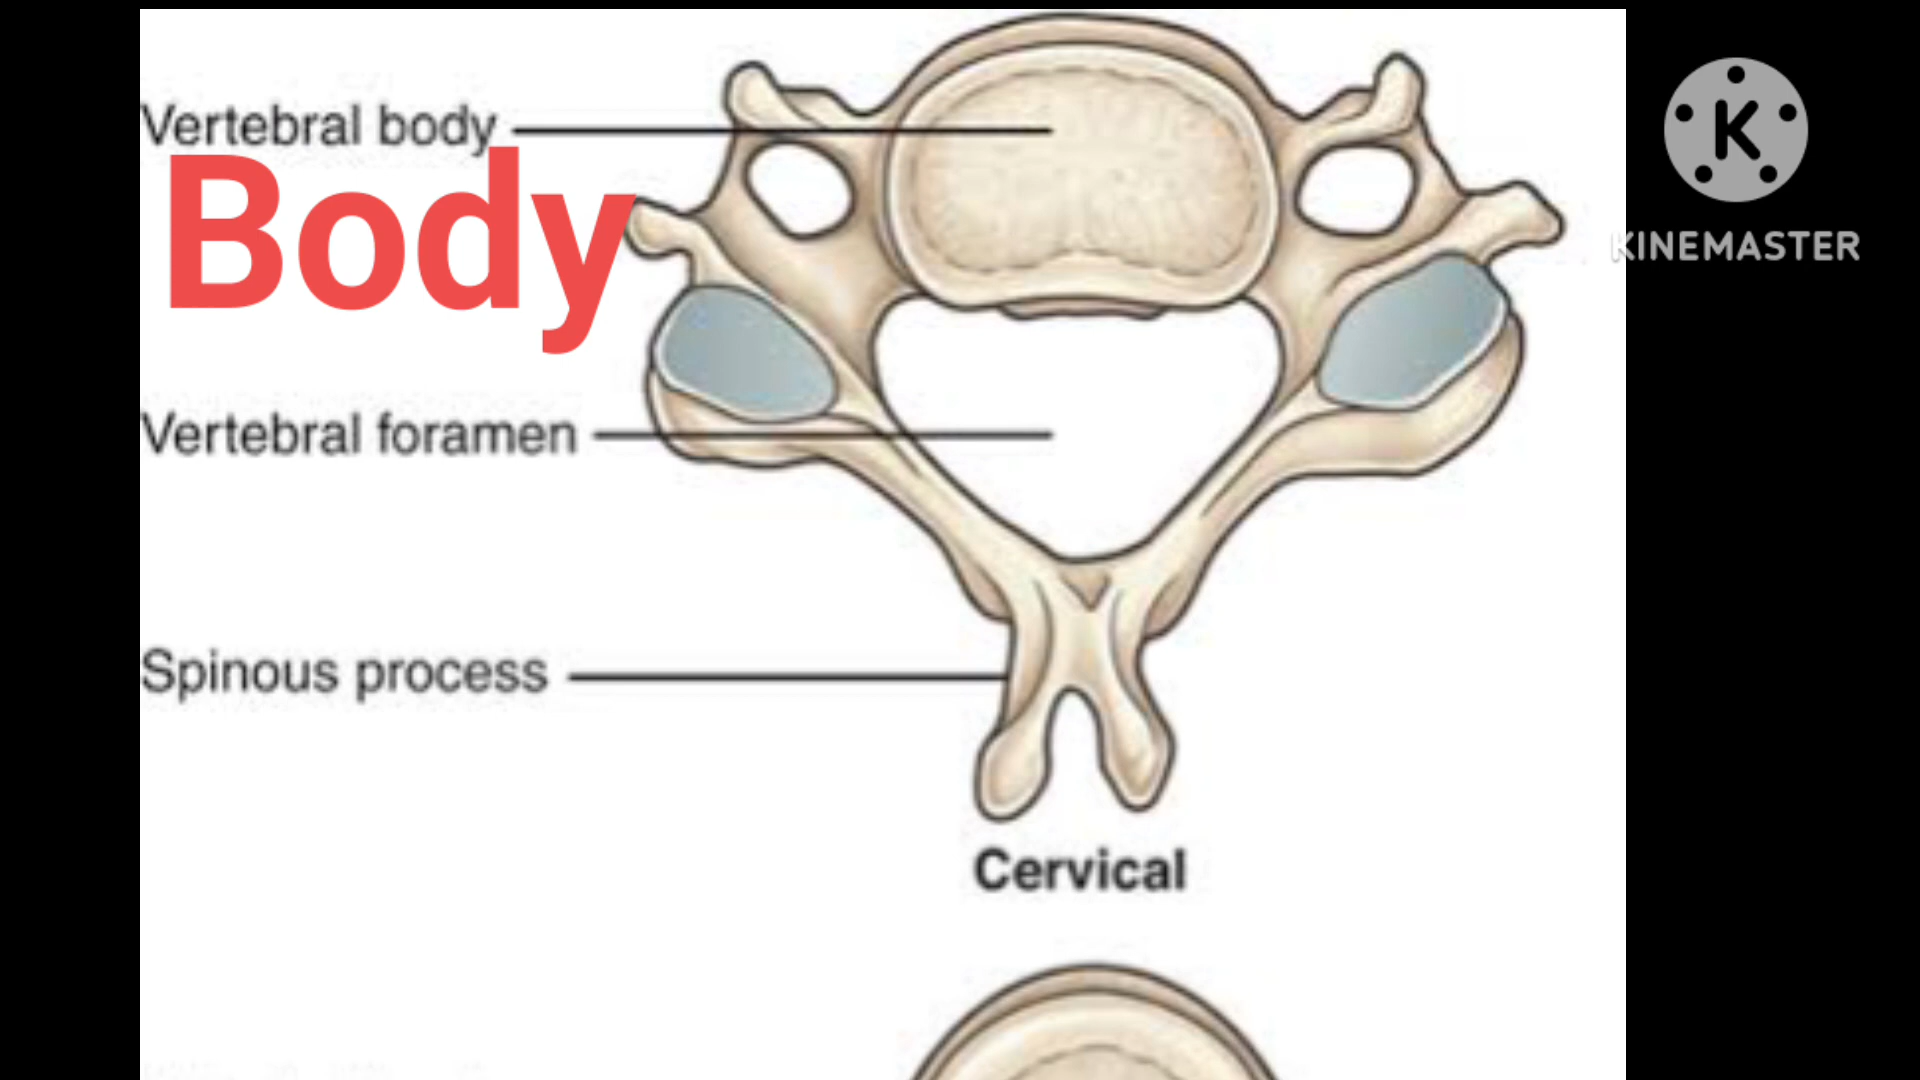 Vertebral body
Body
K
KINEMASTER
Vertebral foramen
Spinous process
Cervical